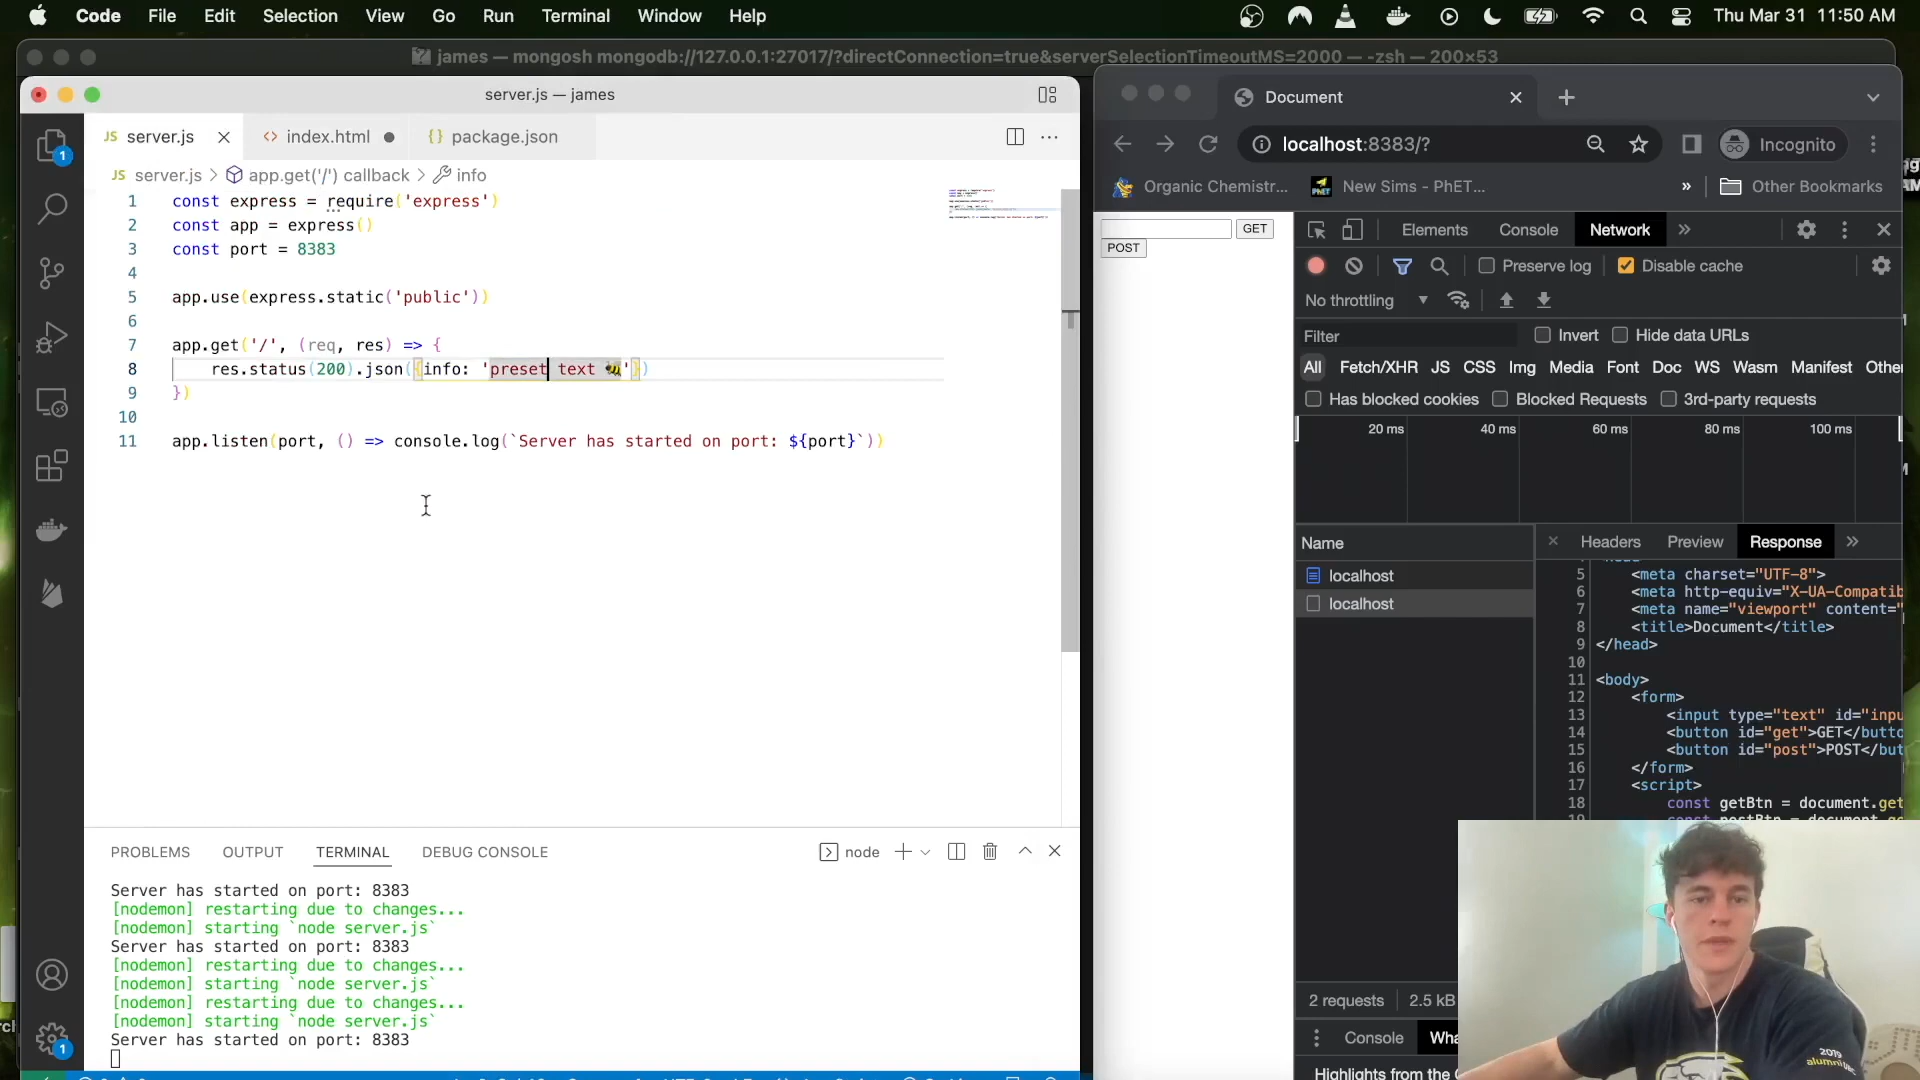 Code File Edit Selection View Go Run Terminal Window Help Thu Mar 31 11:50 AM
james — mongosh mongodb://127.0.0.1:27017/?directConnection=true&serverSelectionTimeoutMS=2000 — -zsh — 200×53
server.js — james
JS server.js index.html package.json
JS server.js > app.get('/') callback > info
1 const express = require('express')
2 const app = express()
3 const port = 8383
4
5 app.use(express.static('public'))
6
7 app.get('/', (req, res) => {
8 res.status(200).json({info: 'preset text 🐝'})
9 })
10
11 app.listen(port, () => console.log(`Server has started on port: ${port}`))
PROBLEMS OUTPUT TERMINAL DEBUG CONSOLE node
Server has started on port: 8383
[nodemon] restarting due to changes...
[nodemon] starting `node server.js`
Server has started on port: 8383
[nodemon] restarting due to changes...
[nodemon] starting `node server.js`
[nodemon] restarting due to changes...
[nodemon] starting `node server.js`
Server has started on port: 8383
1
1
Document
localhost:8383/? Incognito
Organic Chemistr... New Sims - PhET... » Other Bookmarks
GET
POST
Elements Console Network »
Preserve log Disable cache
No throttling
Filter Invert Hide data URLs
All Fetch/XHR JS CSS Img Media Font Doc WS Wasm Manifest Other
Has blocked cookies Blocked Requests 3rd-party requests
20 ms 40 ms 60 ms 80 ms 100 ms
Name Headers Preview Response »
localhost
localhost
5 <meta charset="UTF-8">
6 <meta http-equiv="X-UA-Compatib
7 <meta name="viewport" content="
8 <title>Document</title>
9 </head>
10
11 <body>
12 <form>
13 <input type="text" id="inpu
14 <button id="get">GET</butto
15 <button id="post">POST</but
16 </form>
17 <script>
18 const getBtn = document.get
2 requests 2.5 kB
Console Wha
Highlights from the
2019
alumni